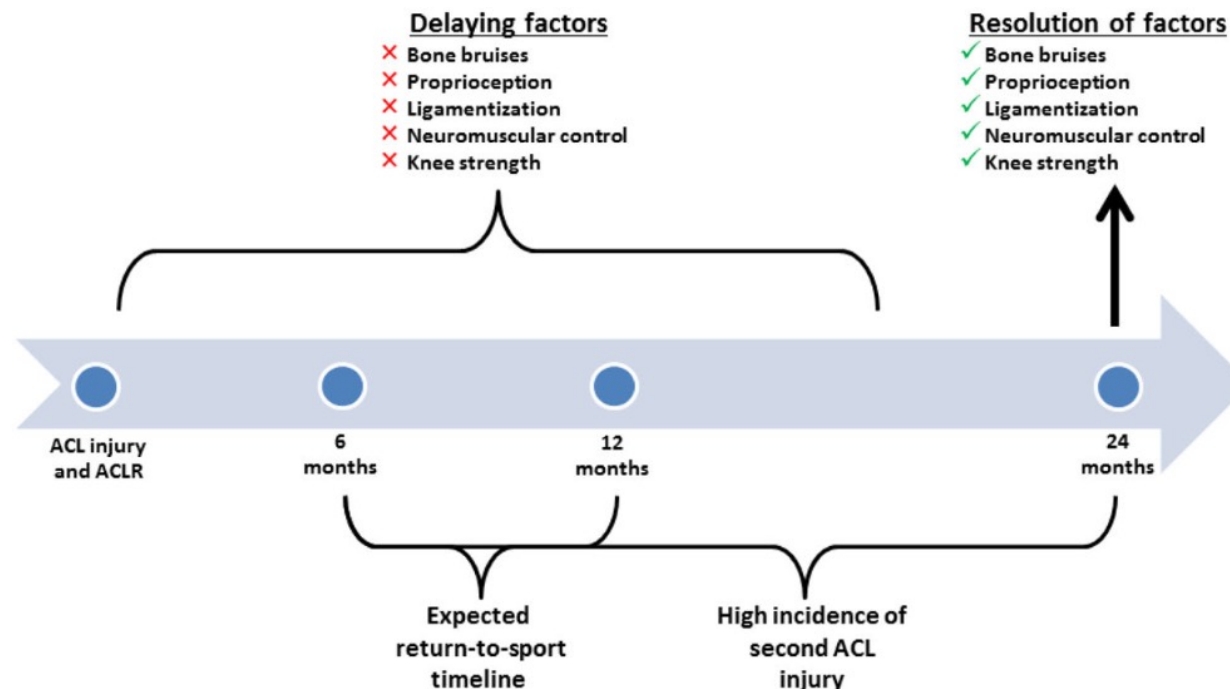 Delaying factors
Bone bruises
Proprioception
Ligamentization
Neuromuscular control
Knee strength
Resolution of factors
Bone bruises
Proprioception
Ligamentization
Neuromuscular control
Knee strength
ACL injury
and ACLR
6
months
12
months
24
months
Expected
return-to-sport
timeline
High incidence of
second ACL
injury